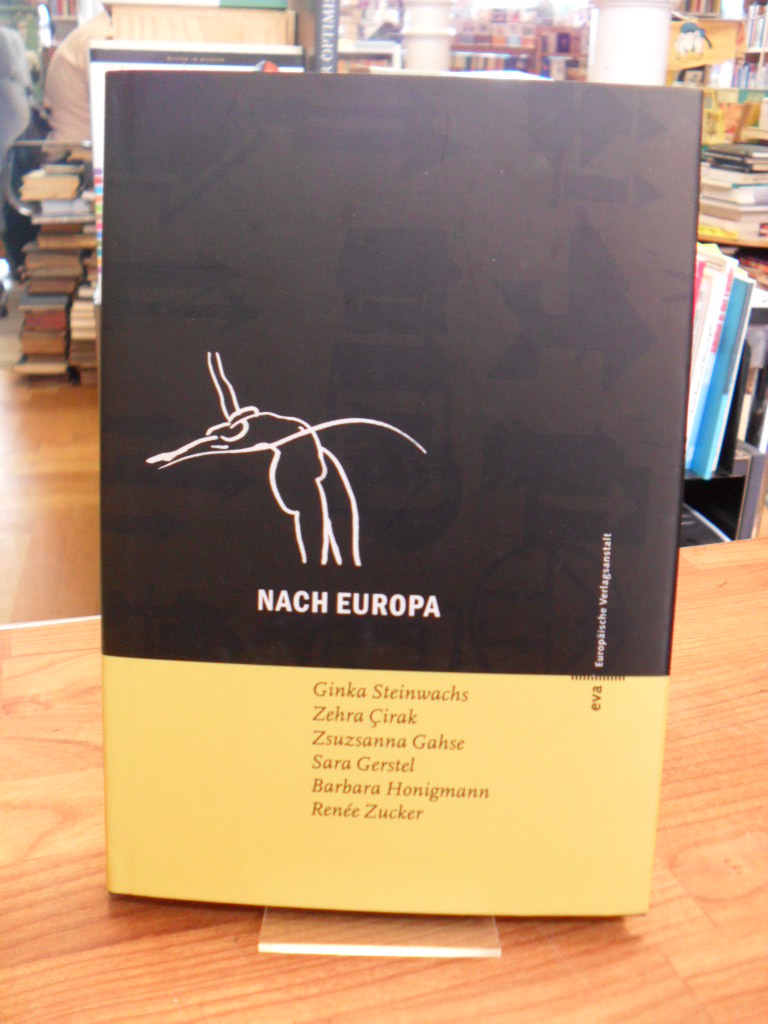 NACH EUROPA
Ginka Steinwachs
Zehra Çirak
Zsuzsanna Gahse
Sara Gerstel
Barbara Honigmann
Renée Zucker
eva
Europäische Verlagsanstalt